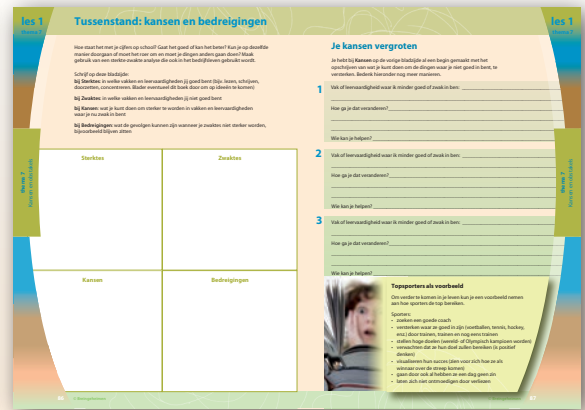 les 1
thema 7
Tussenstand: kansen en bedreigingen
Hoe staat het met je cijfers op school? Gaat het goed of kan het beter? Kun je op dezelfde
manier doorgaan of moet het roer om en moet je dingen anders gaan doen? Maak
gebruik van een sterkte-zwakte analyse die ook in het bedrijfsleven gebruikt wordt.
Schrijf op deze bladzijde:
bij Sterktes: in welke vakken en leervaardigheden jij goed bent (bijv. lezen, schrijven,
doorzetten, concentreren. Blader eventueel dit boek door om op ideeën te komen)
bij Zwaktes: in welke vakken en leervaardigheden jij niet goed bent
bij Kansen: wat je kunt doen om sterker te worden in vakken en leervaardigheden
waar je nu zwak in bent
bij Bedreigingen: wat de gevolgen kunnen zijn wanneer je zwaktes niet sterker worden,
bijvoorbeeld blijven zitten
Sterktes
Zwaktes
Kansen
Bedreigingen
thema 7
les 1
thema 7
Je kansen vergroten
Je hebt bij Kansen op de vorige bladzijde al een begin gemaakt met het
opschrijven van wat je kunt doen om de dingen waar je niet goed in bent, te
versterken. Bedenk hieronder nog meer manieren.
1
Vak of leervaardigheid waar ik minder goed of zwak in ben:
Hoe ga je dat veranderen?
Wie kan je helpen?
2
Vak of leervaardigheid waar ik minder goed of zwak in ben:
Hoe ga je dat veranderen?
Wie kan je helpen?
3
Vak of leervaardigheid waar ik minder goed of zwak in ben:
Hoe ga je dat veranderen?
Wie kan je helpen?
Topsporters als voorbeeld
Om verder te komen in je leven kun je een voorbeeld nemen
aan hoe sporters de top bereiken.
Sporters:
• zoeken een goede coach
• versterken waar ze goed in zijn (voetballen, tennis, hockey,
enz.) door trainen, trainen en nog eens trainen
• stellen hoge doelen (wereld- of Olympisch kampioen worden)
• verwachten dat ze hun doel zullen bereiken (is positief
denken)
• visualiseren hun succes (zien voor zich hoe ze als
winnaar over de streep komen)
• gaan door ook al hebben ze een dag geen zin
• laten zich niet ontmoedigen door verliezen
thema 7
86
87